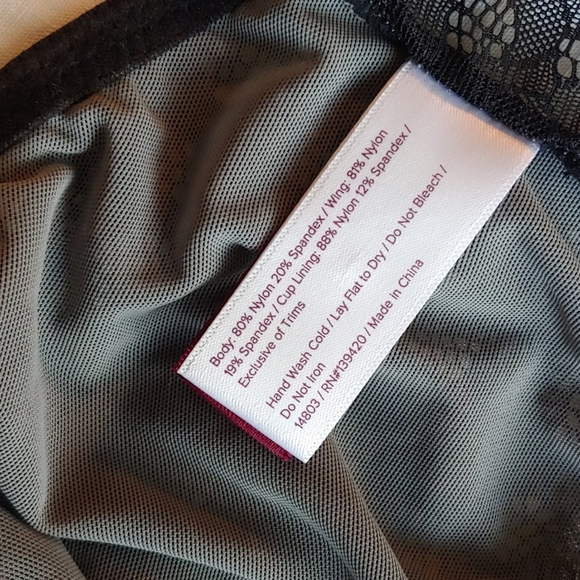 Body: 80% Nylon 20% Spandex / Wing: 81% Nylon
19% Spandex / Cup Lining: 88% Nylon 12% Spandex /
Exclusive of Trims
Hand Wash Cold / Lay Flat to Dry / Do Not Bleach /
Do Not Iron
14803 / RN#139420 / Made in China